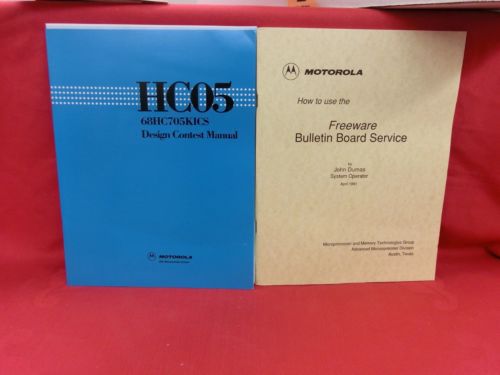 HC05
68HC705KICS
Design Contest Manual
MOTOROLA
MOTOROLA
How to use the
Freeware
Bulletin Board Service
by
John Dumas
System Operator
April 1991
Microprocessor and Memory Technologies Group
Advanced Microcontroller Division
Austin, Texas